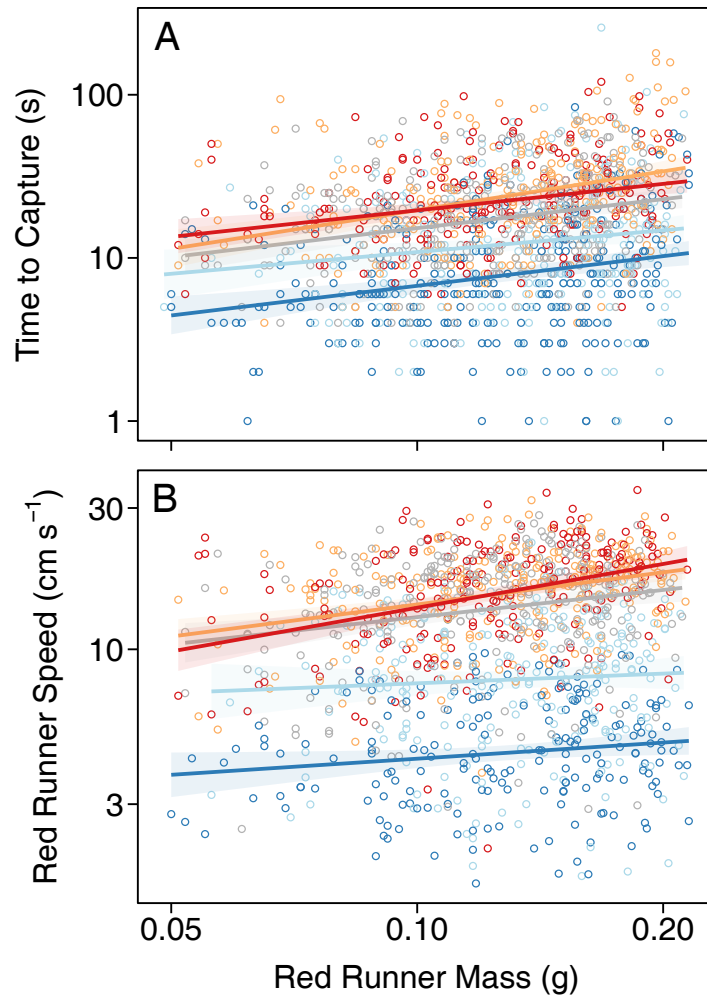 A
100
10
1
Time to Capture (s)
B
30
10
3
Red Runner Speed (cm s⁻¹)
0.05 0.10 0.20
Red Runner Mass (g)